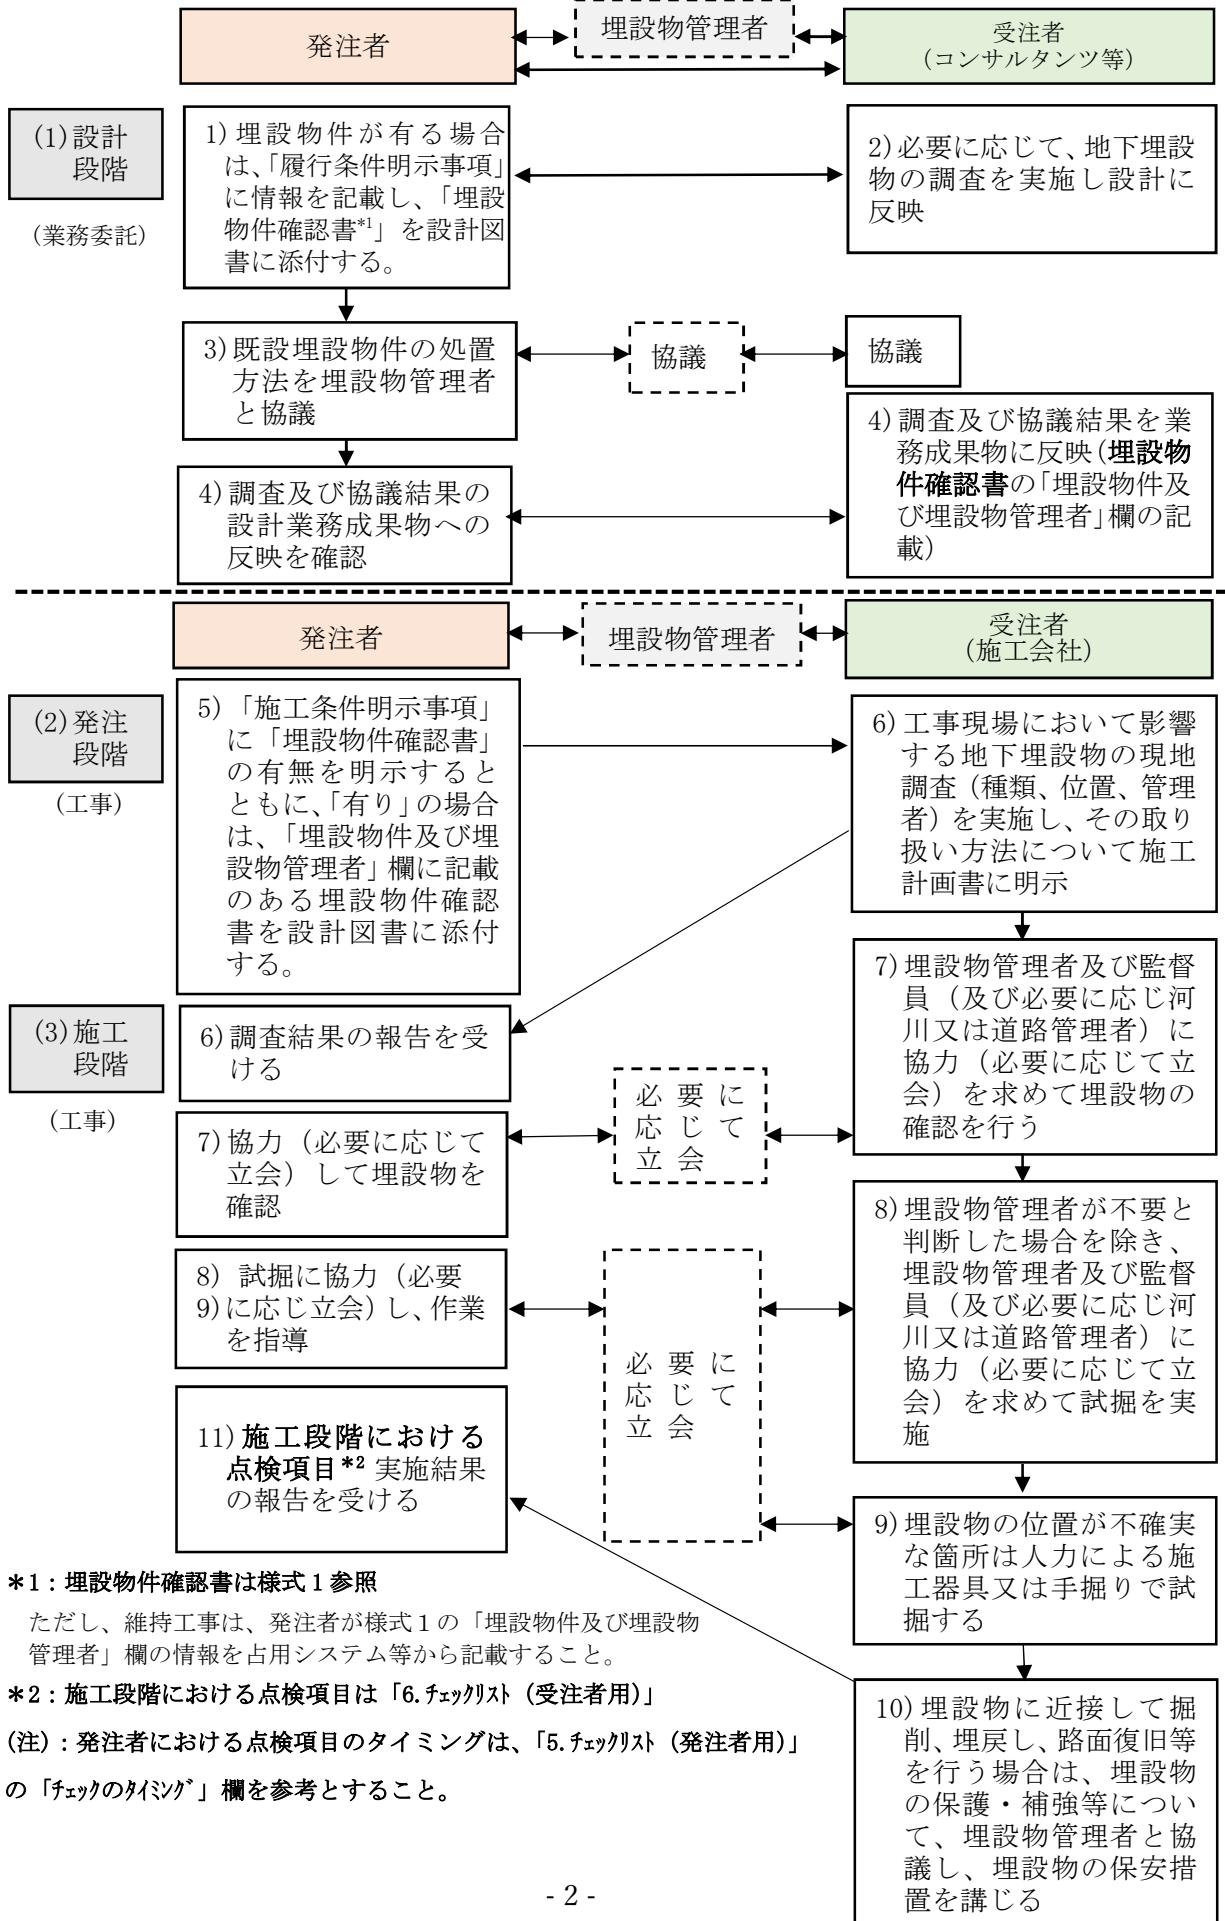 発注者
埋設物管理者
受注者
(コンサルタンツ等)
(1)設計
段階
(業務委託)
1)埋設物件が有る場合
は、「履行条件明示事項」
に情報を記載し、「埋設
物件確認書*1」を設計図
書に添付する。
2)必要に応じて、地下埋設
物の調査を実施し設計に
反映
3)既設埋設物件の処置
方法を埋設物管理者
と協議
協議
協議
4)調査及び協議結果の
設計業務成果物への
反映を確認
4)調査及び協議結果を業
務成果物に反映(埋設物
件確認書の「埋設物件及
び埋設物管理者」欄の記
載)
発注者
埋設物管理者
受注者
(施工会社)
(2)発注
段階
(工事)
5)「施工条件明示事項」
に「埋設物件確認書」
の有無を明示すると
ともに、「有り」の場合
は、「埋設物件及び埋
設物管理者」欄に記載
のある埋設物件確認
書を設計図書に添付
する。
6)工事現場において影響
する地下埋設物の現地
調査（種類、位置、管理
者）を実施し、その取り
扱い方法について施工
計画書に明示
(3)施工
段階
(工事)
6)調査結果の報告を受
ける
7)埋設物管理者及び監督
員（及び必要に応じ河
川又は道路管理者）に
協力（必要に応じて立
会）を求めて埋設物の
確認を行う
7)協力（必要に応じて
立会）して埋設物を
確認
必要に
応じて
立会
8) 試掘に協力（必要
9)に応じ立会）し、作業
を指導
必要に
応じて
立会
8)埋設物管理者が不要と
判断した場合を除き、
埋設物管理者及び監督
員（及び必要に応じ河
川又は道路管理者）に
協力（必要に応じて立
会）を求めて試掘を実
施
11)施工段階における
点検項目*2 実施結果
の報告を受ける
9)埋設物の位置が不確実
な箇所は人力による施
工器具又は手掘りで試
掘する
10)埋設物に近接して掘
削、埋戻し、路面復旧等
を行う場合は、埋設物
の保護・補強等につい
て、埋設物管理者と協
議し、埋設物の保安措
置を講じる
*1：埋設物件確認書は様式1参照
ただし、維持工事は、発注者が様式1の「埋設物件及び埋設物
管理者」欄の情報を占用システム等から記載すること。
*2：施工段階における点検項目は「6.ﾁｪｯｸﾘｽﾄ（受注者用）」
(注)：発注者における点検項目のタイミングは、「5.ﾁｪｯｸﾘｽﾄ（発注者用）」
の「ﾁｪｯｸのﾀｲﾐﾝｸﾞ」欄を参考とすること。
- 2 -